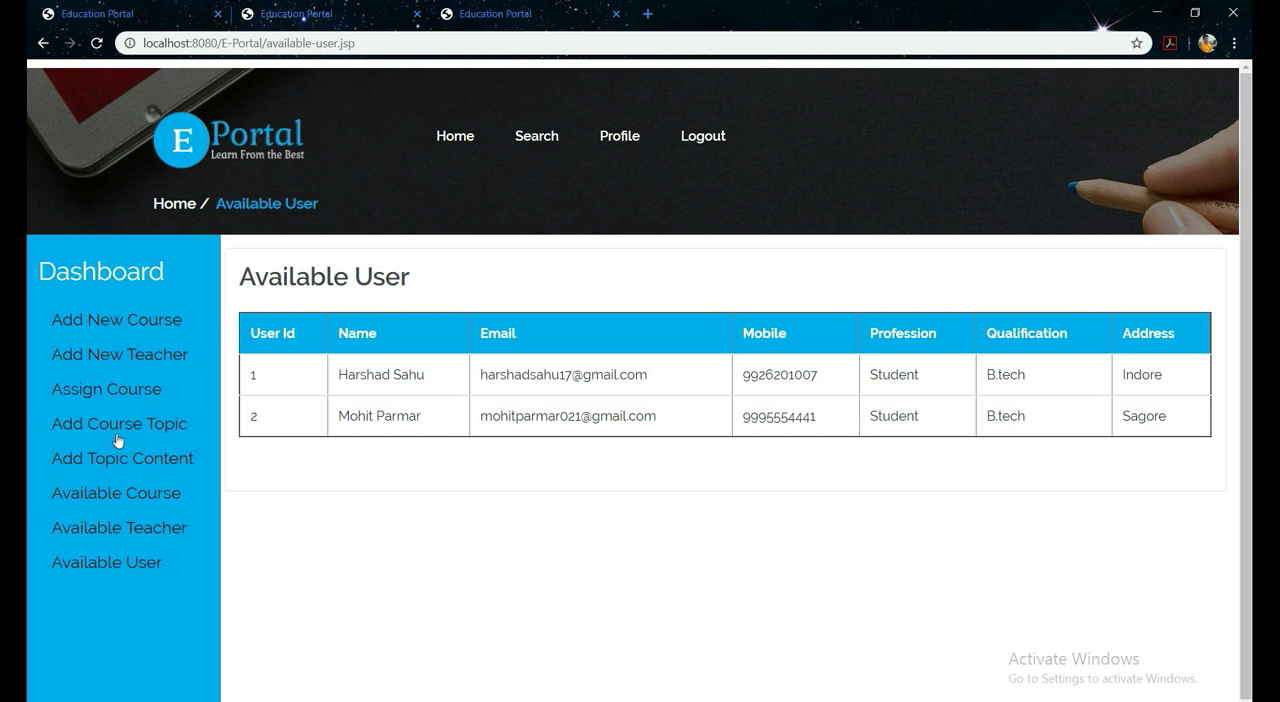 Education Portal Education Portal Education Portal
localhost:8080/E-Portal/available-user.jsp
E Portal
Learn From the Best
Home Search Profile Logout
Home / Available User
Dashboard
Add New Course
Add New Teacher
Assign Course
Add Course Topic
Add Topic Content
Available Course
Available Teacher
Available User
Available User
User Id Name Email Mobile Profession Qualification Address
1 Harshad Sahu harshadsahu17@gmail.com 9926201007 Student B.tech Indore
2 Mohit Parmar mohitparmar021@gmail.com 9995554441 Student B.tech Sagore
Activate Windows
Go to Settings to activate Windows.